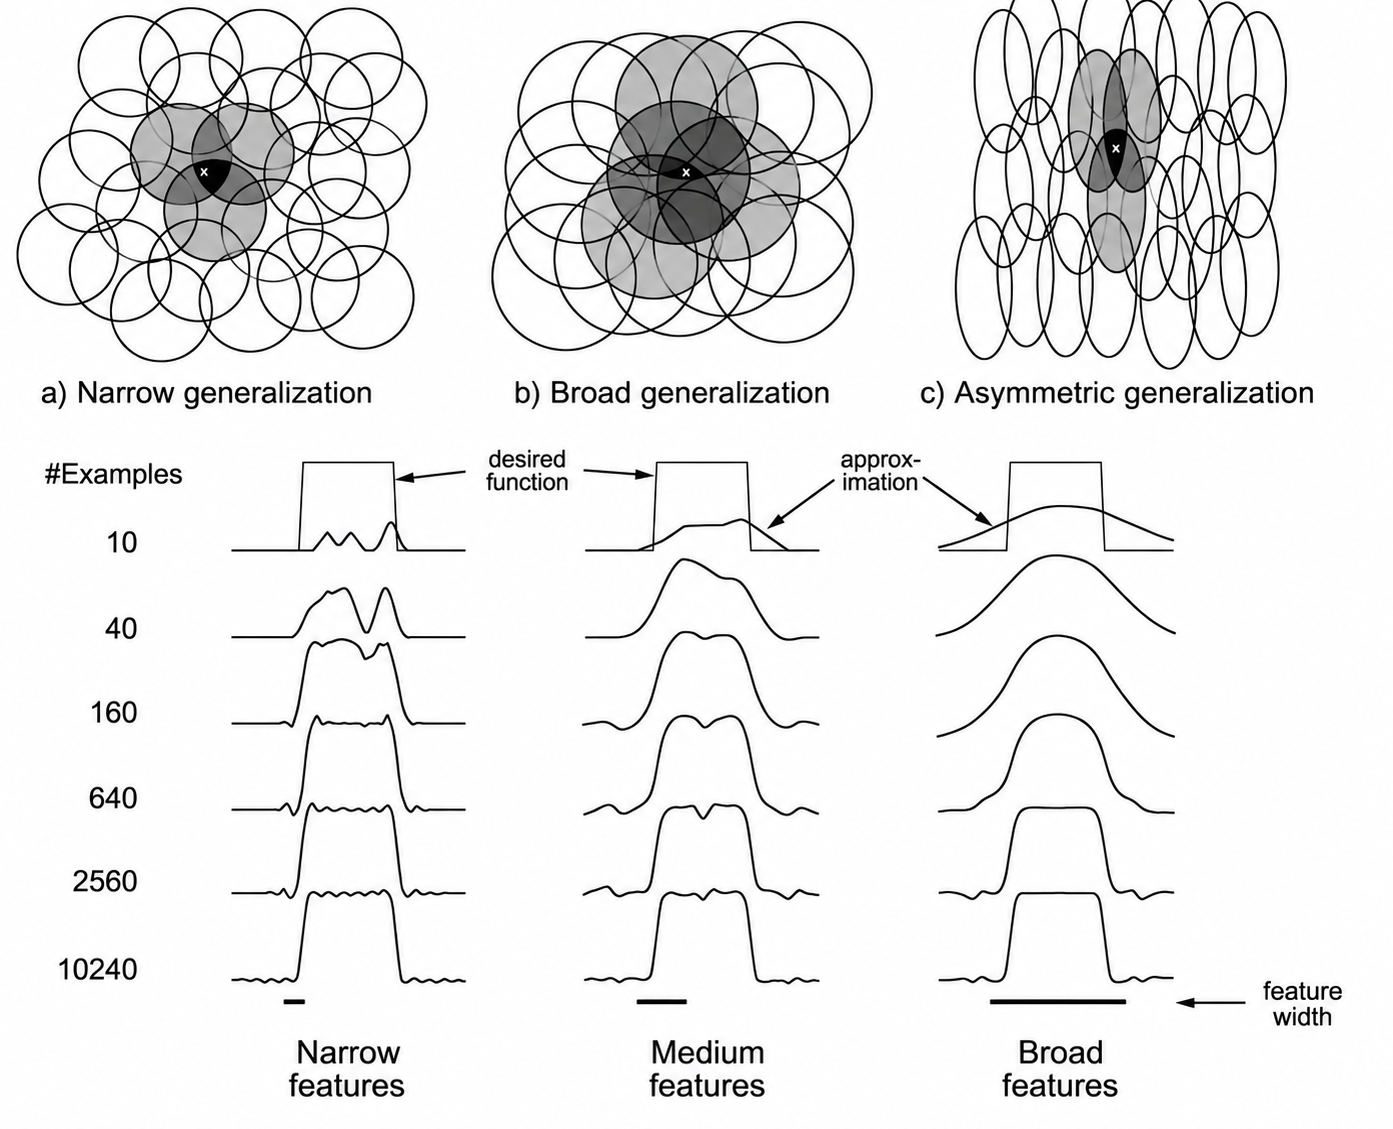 x
x
x
a) Narrow generalization
b) Broad generalization
c) Asymmetric generalization
#Examples
desired
function
approx-
imation
10
40
160
640
2560
10240
feature
width
Narrow
features
Medium
features
Broad
features